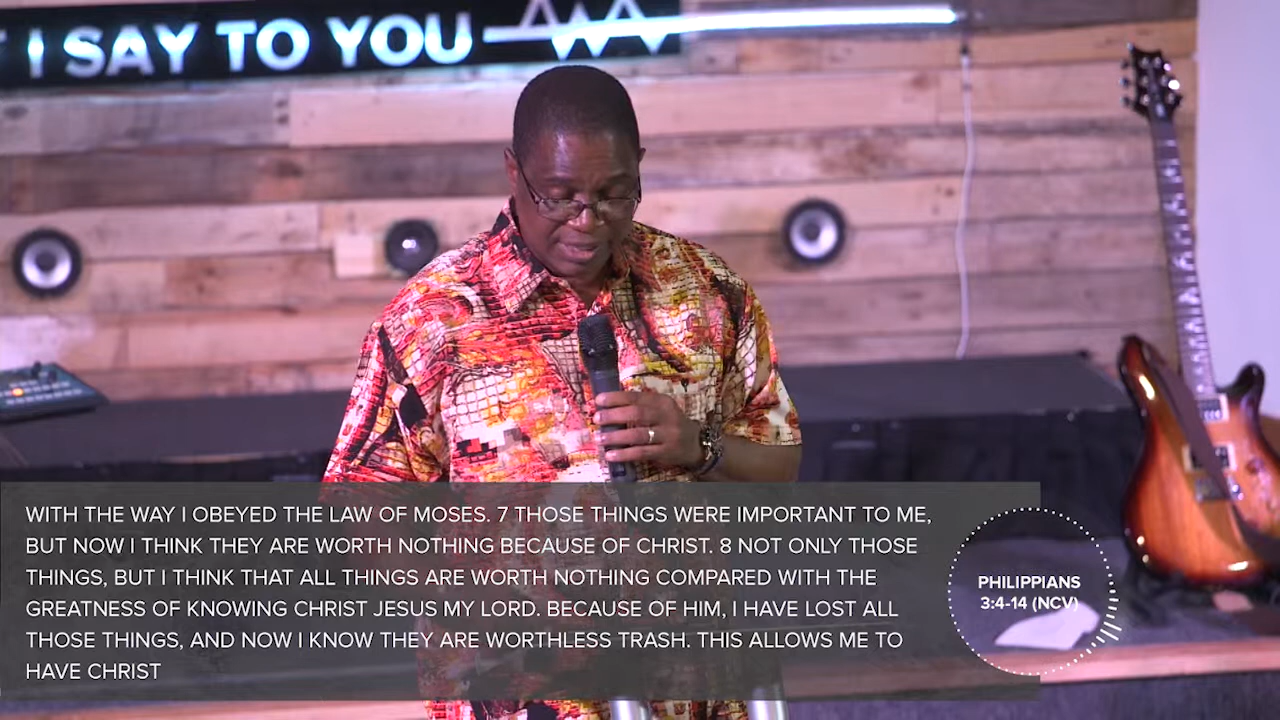 I SAY TO YOU
WITH THE WAY I OBEYED THE LAW OF MOSES. 7 THOSE THINGS WERE IMPORTANT TO ME,
BUT NOW I THINK THEY ARE WORTH NOTHING BECAUSE OF CHRIST. 8 NOT ONLY THOSE
THINGS, BUT I THINK THAT ALL THINGS ARE WORTH NOTHING COMPARED WITH THE
GREATNESS OF KNOWING CHRIST JESUS MY LORD. BECAUSE OF HIM, I HAVE LOST ALL
THOSE THINGS, AND NOW I KNOW THEY ARE WORTHLESS TRASH. THIS ALLOWS ME TO
HAVE CHRIST
PHILIPPIANS
3:4-14 (NCV)